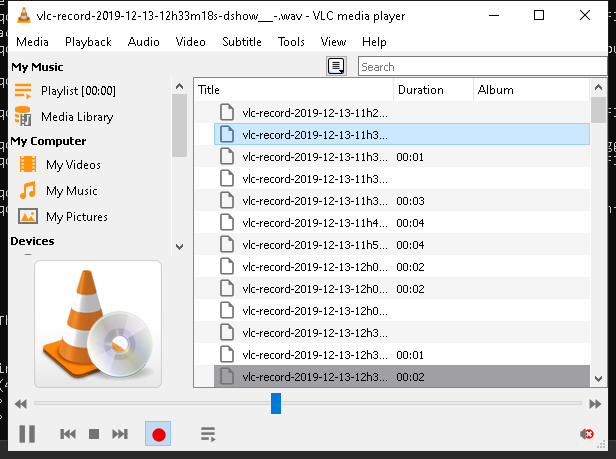 vlc-record-2019-12-13-12h33m18s-dshow___-.wav - VLC media player
Media Playback Audio Video Subtitle Tools View Help
My Music
Playlist [00:00]
Media Library
My Computer
My Videos
My Music
My Pictures
Devices
Search
Title Duration Album
vlc-record-2019-12-13-11h2...
vlc-record-2019-12-13-11h3...
vlc-record-2019-12-13-11h3... 00:01
vlc-record-2019-12-13-11h3...
vlc-record-2019-12-13-11h3... 00:03
vlc-record-2019-12-13-11h4... 00:04
vlc-record-2019-12-13-11h5... 00:04
vlc-record-2019-12-13-12h0... 00:02
vlc-record-2019-12-13-12h0... 00:02
vlc-record-2019-12-13-12h0...
vlc-record-2019-12-13-12h3...
vlc-record-2019-12-13-12h3... 00:01
vlc-record-2019-12-13-12h3... 00:02